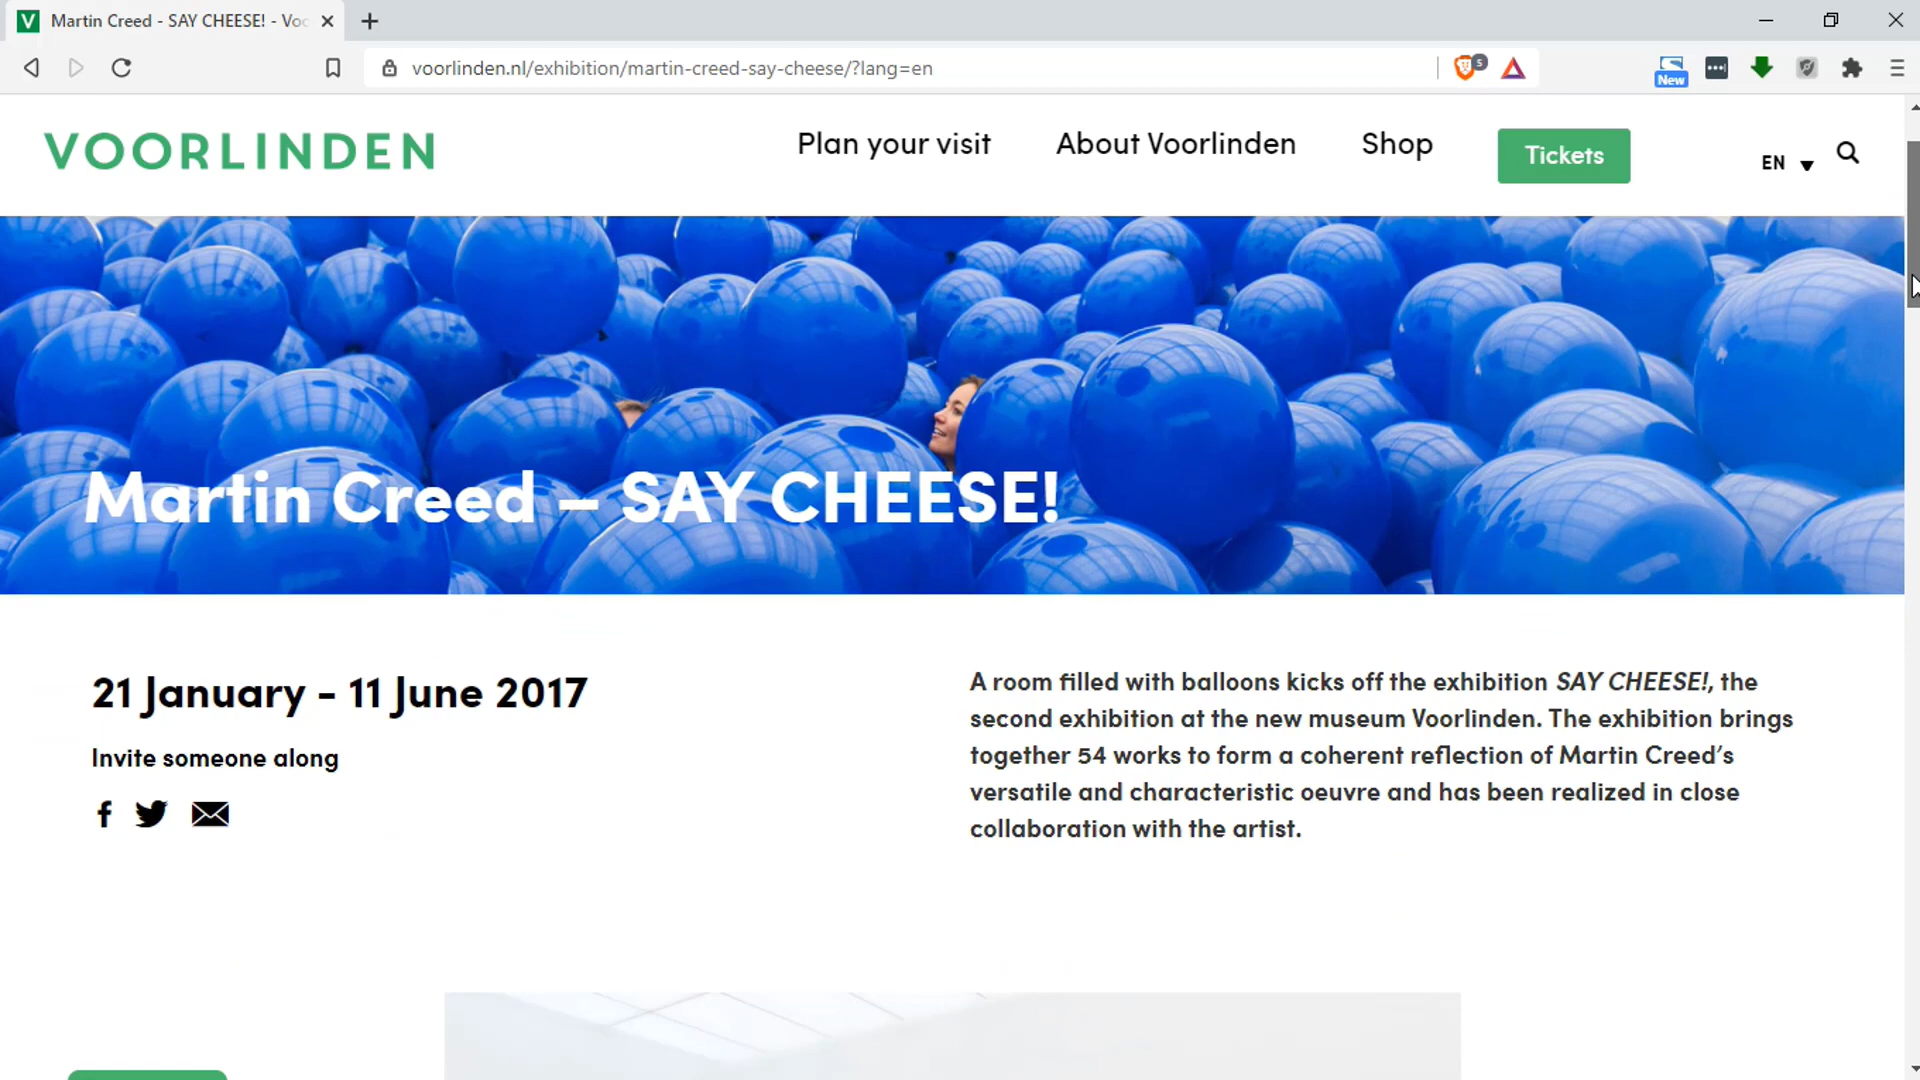 Martin Creed - SAY CHEESE! - Voo
voorlinden.nl/exhibition/martin-creed-say-cheese/?lang=en
5
New
VOORLINDEN
Plan your visit
About Voorlinden
Shop
Tickets
EN
Martin Creed – SAY CHEESE!
21 January - 11 June 2017
Invite someone along
A room filled with balloons kicks off the exhibition SAY CHEESE!, the
second exhibition at the new museum Voorlinden. The exhibition brings
together 54 works to form a coherent reflection of Martin Creed’s
versatile and characteristic oeuvre and has been realized in close
collaboration with the artist.